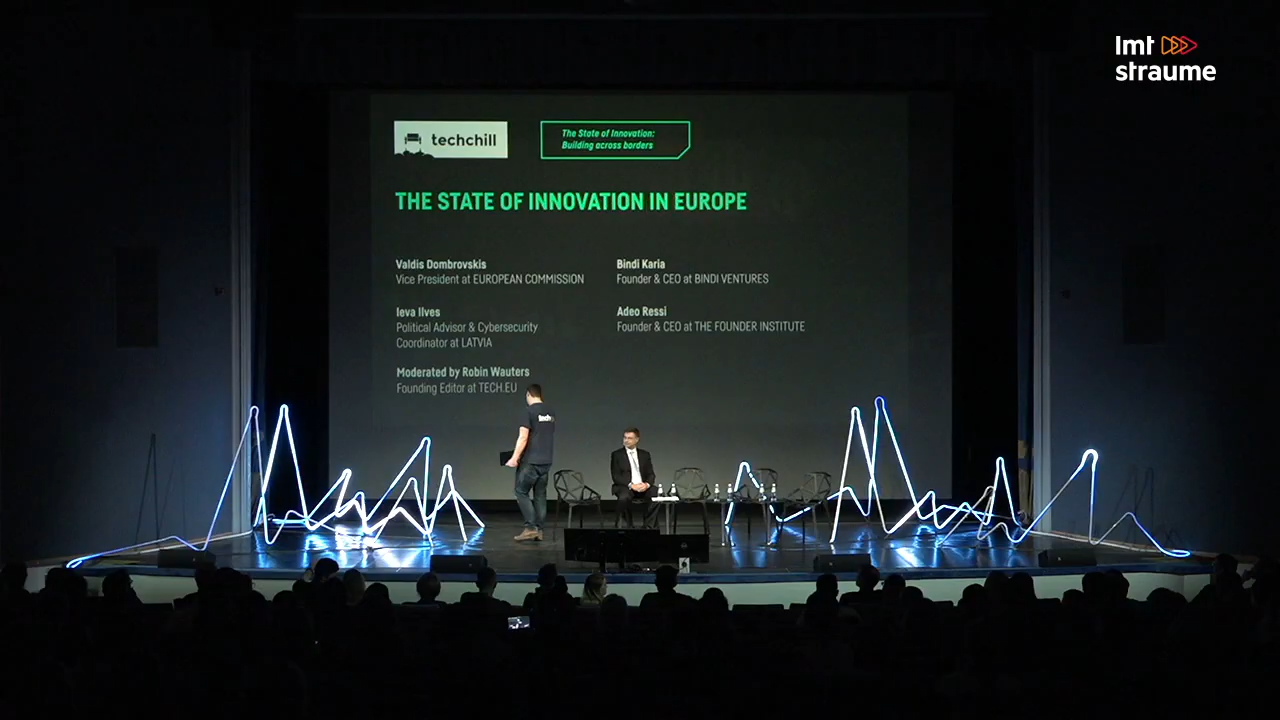 lmt
straume
techchill
The State of Innovation:
Building across borders
THE STATE OF INNOVATION IN EUROPE
Valdis Dombrovskis
Vice President at EUROPEAN COMMISSION
Ieva Ilves
Political Advisor & Cybersecurity
Coordinator at LATVIA
Moderated by Robin Wauters
Founding Editor at TECH.EU
Bindi Karia
Founder & CEO at BINDI VENTURES
Adeo Ressi
Founder & CEO at THE FOUNDER INSTITUTE